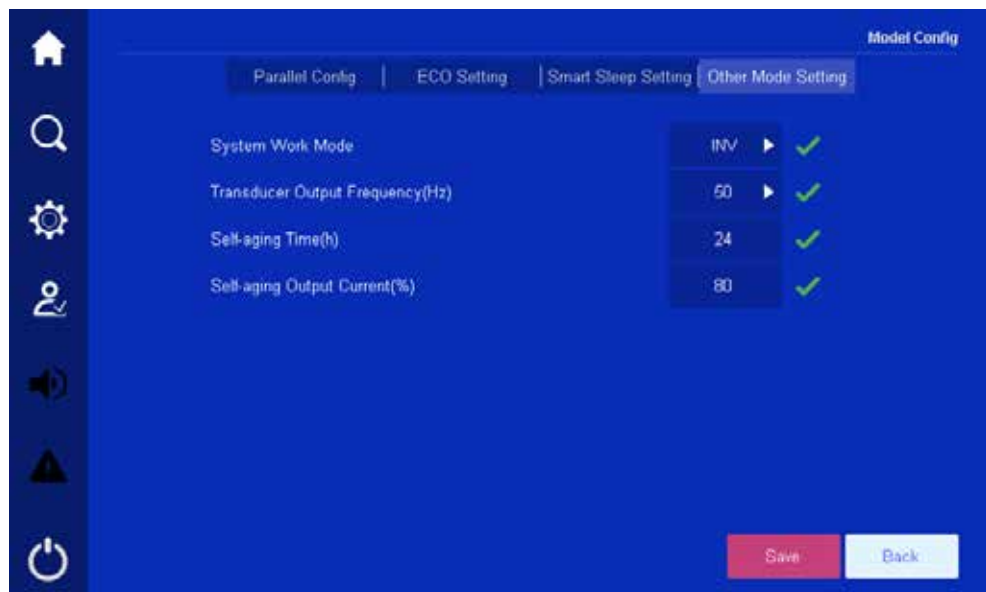 Model Config
Parallel Config | ECO Setting | Smart Sleep Setting | Other Mode Setting
System Work Mode INV
Transducer Output Frequency(Hz) 50
Self-aging Time(h) 24
Self-aging Output Current(%) 80
Save Back